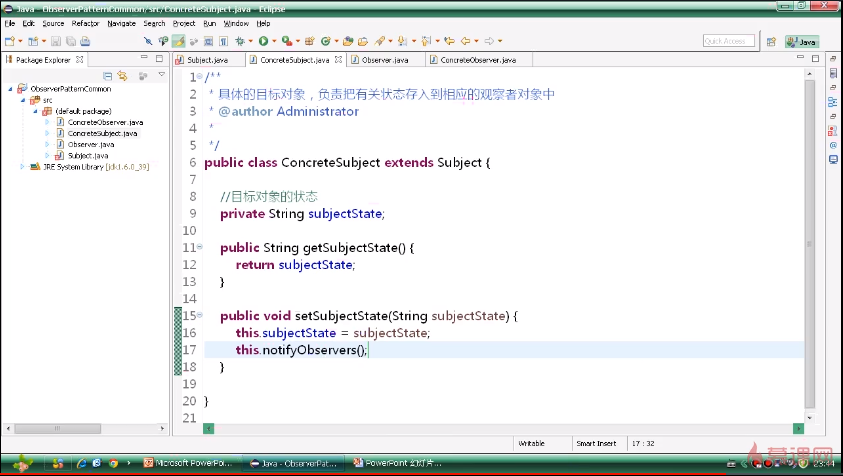 Java - ObserverPatternCommon/src/ConcreteSubject.java - Eclipse
File Edit Source Refactor Navigate Search Project Run Window Help
Quick Access
Java
Package Explorer
Subject.java ConcreteSubject.java Observer.java ConcreteObserver.java
ObserverPatternCommon
src
(default package)
ConcreteObserver.java
ConcreteSubject.java
Observer.java
Subject.java
JRE System Library [jdk1.6.0_39]
1 /**
2 * 具体的目标对象，负责把有关状态存入到相应的观察者对象中
3 * @author Administrator
4 *
5 */
6 public class ConcreteSubject extends Subject {
7
8 //目标对象的状态
9 private String subjectState;
10
11 public String getSubjectState() {
12 return subjectState;
13 }
14
15 public void setSubjectState(String subjectState) {
16 this.subjectState = subjectState;
17 this.notifyObservers();
18 }
19
20 }
21
Writable Smart Insert 17 : 32
慕课网
Microsoft PowerPoi... Java - ObserverPat... PowerPoint 幻灯片... 23:44